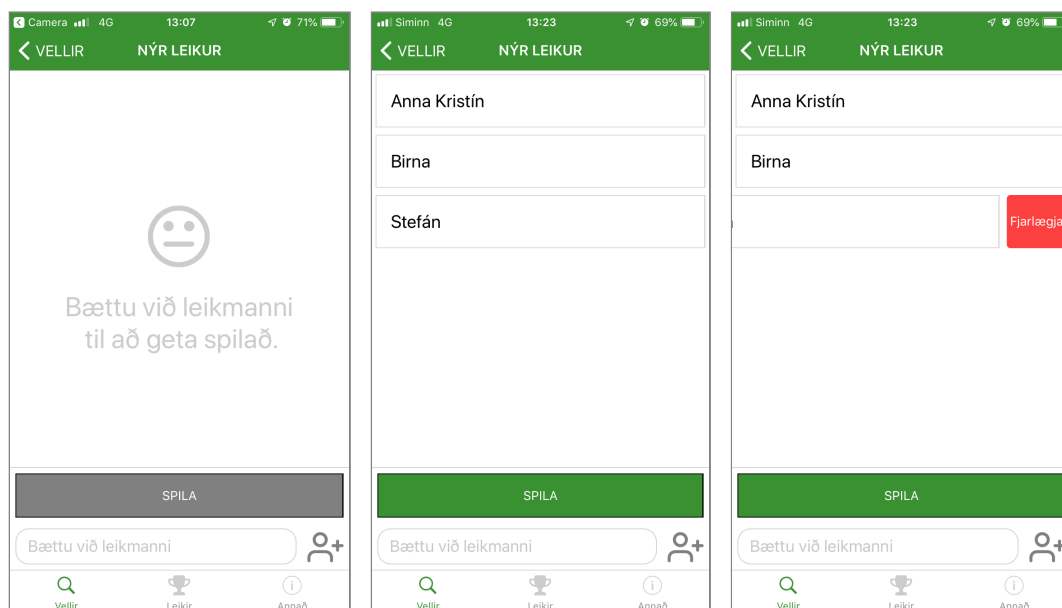 Camera 4G 13:07 71%
VELLIR NÝR LEIKUR
Bættu við leikmanni
til að geta spilað.
SPILA
Bættu við leikmanni
Vellir Leikir Annað
Síminn 4G 13:23 69%
VELLIR NÝR LEIKUR
Anna Kristín
Birna
Stefán
SPILA
Bættu við leikmanni
Vellir Leikir Annað
Síminn 4G 13:23 69%
VELLIR NÝR LEIKUR
Anna Kristín
Birna
Fjarlægja
SPILA
Bættu við leikmanni
Vellir Leikir Annað